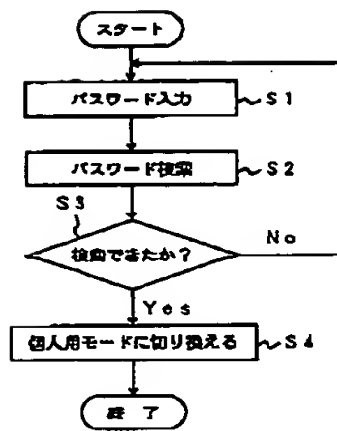 スタート
パスワード入力
S1
パスワード検索
S2
S3
検索できたか?
No
Yes
個人用モードに切り換える
S4
終 了